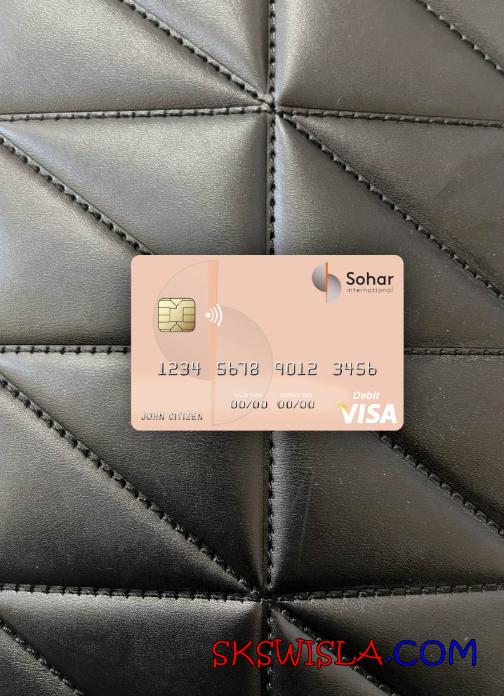 Sohar
international
1234 5678 9012 3456
00/00 00/00
Debit
JOHN CITIZEN
VISA
SKSWISLA.COM